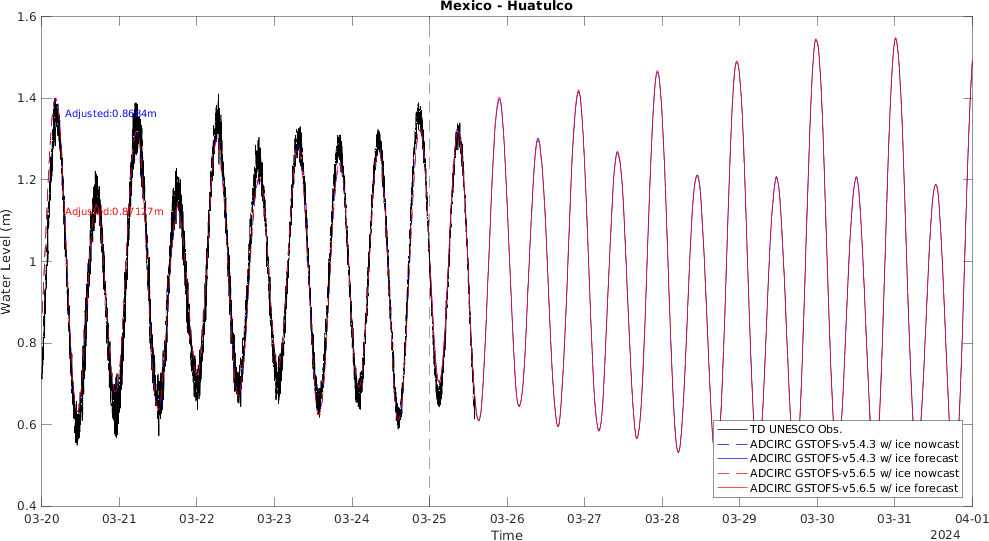 Mexico - Huatulco
1.6
1.4
1.2
1
0.8
0.6
0.4
Water Level (m)
Adjusted:0.8684m
Adjusted:0.87127m
TD UNESCO Obs.
ADCIRC GSTOFS-v5.4.3 w/ ice nowcast
ADCIRC GSTOFS-v5.4.3 w/ ice forecast
ADCIRC GSTOFS-v5.6.5 w/ ice nowcast
ADCIRC GSTOFS-v5.6.5 w/ ice forecast
03-20 03-21 03-22 03-23 03-24 03-25 03-26 03-27 03-28 03-29 03-30 03-31 04-01
Time
2024